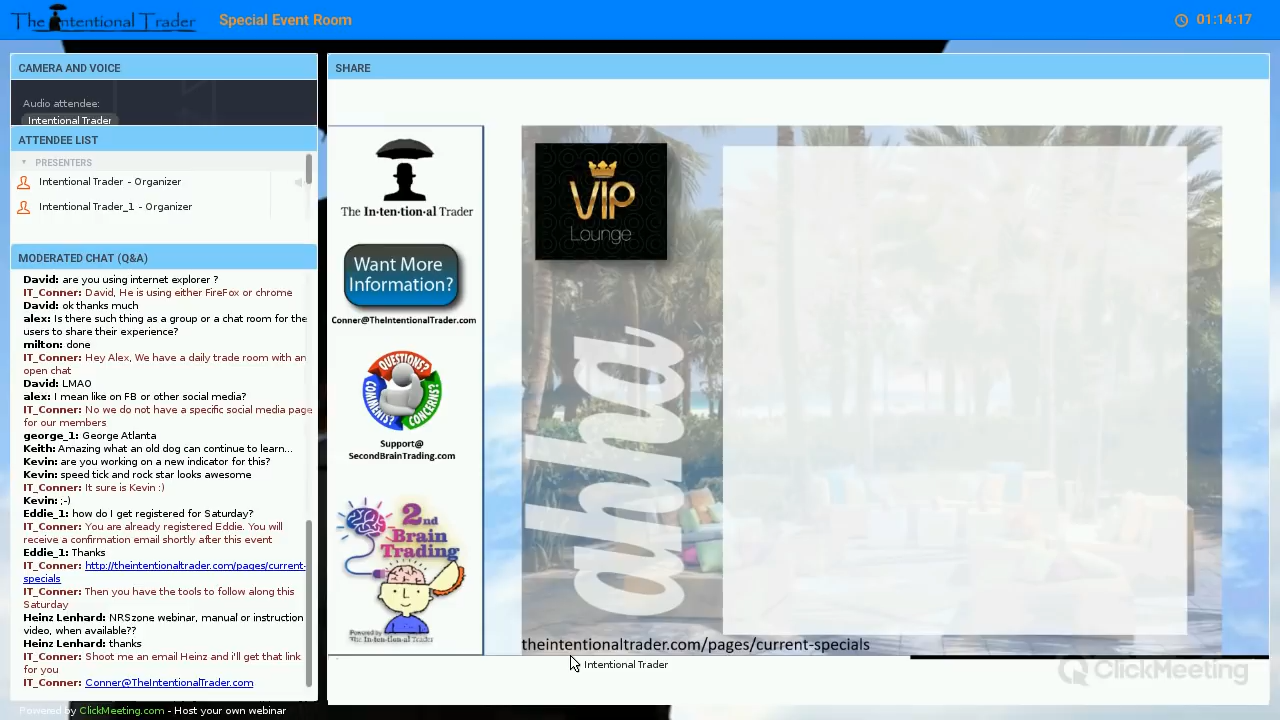 The Intentional Trader
Special Event Room
01:14:17
CAMERA AND VOICE
Audio attendee:
Intentional Trader
ATTENDEE LIST
PRESENTERS
Intentional Trader - Organizer
Intentional Trader_1 - Organizer
MODERATED CHAT (Q&A)
David: are you using internet explorer ?
IT_Conner: David, He is using either FireFox or chrome
David: ok thanks much
alex: Is there such thing as a group or a chat room for the
users to share their experience?
milton: done
IT_Conner: Hey Alex, We have a daily trade room with an
open chat
David: LMAO
alex: I mean like on FB or other social media?
IT_Conner: No we do not have a specific social media page
for our members
george_1: George Atlanta
Keith: Amazing what an old dog can continue to learn...
Kevin: are you working on a new indicator for this?
Kevin: speed tick and rock star looks awesome
IT_Conner: It sure is Kevin :)
Kevin: ;-)
Eddie_1: how do I get registered for Saturday?
IT_Conner: You are already registered Eddie. You will
receive a confirmation email shortly after this event
Eddie_1: Thanks
IT_Conner: http://theintentionaltrader.com/pages/current-
specials
IT_Conner: Then you have the tools to follow along this
Saturday
Heinz Lenhard: NRSzone webinar, manual or instruction
video, when available??
Heinz Lenhard: thanks
IT_Conner: Shoot me an email Heinz and i'll get that link
for you
IT_Conner: Conner@TheIntentionalTrader.com
Powered by ClickMeeting.com - Host your own webinar
SHARE
The In·ten·tion·al Trader
Want More
Information?
Conner@TheIntentionalTrader.com
QUESTIONS?
COMMENTS?
CONCERNS?
Support@
SecondBrainTrading.com
2nd
Brain
Trading
Powered by
The In·ten·tion·al Trader
VIP
Lounge
theintentionaltrader.com/pages/current-specials
Intentional Trader
ClickMeeting